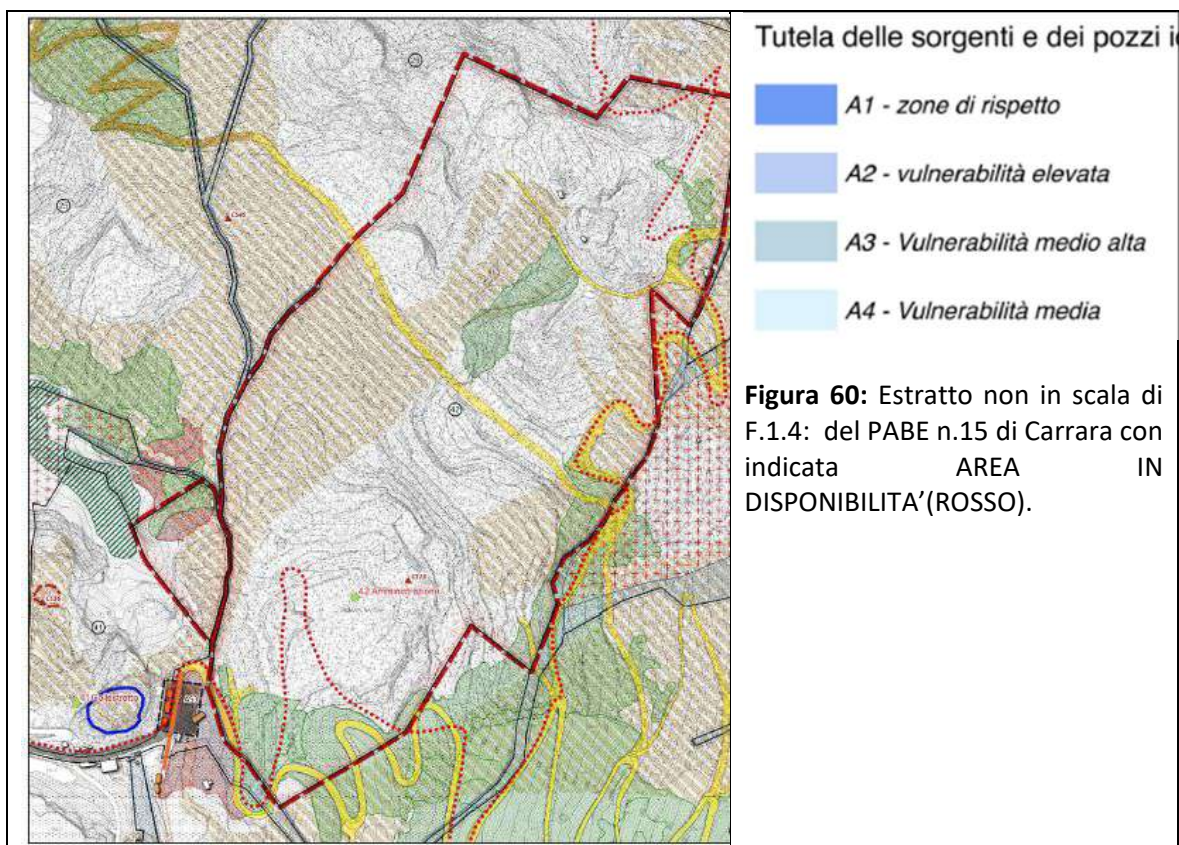 Tutela delle sorgenti e dei pozzi i
A1 - zone di rispetto
A2 - vulnerabilità elevata
A3 - Vulnerabilità medio alta
A4 - Vulnerabilità media
Figura 60: Estratto non in scala di
F.1.4: del PABE n.15 di Carrara con
indicata AREA IN
DISPONIBILITA’(ROSSO).
42
41